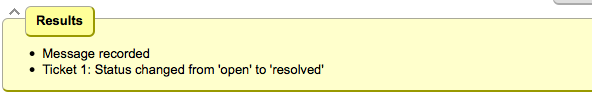 Results
Message recorded
Ticket 1: Status changed from 'open' to 'resolved'